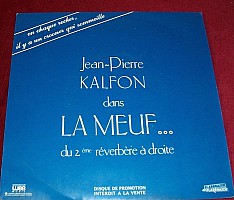 en chaque rocher,
il y a un crooner qui sommeille
Jean-Pierre
KALFON
dans
LA MEUF...
du 2ème réverbère à droite
DISQUE DE PROMOTION
INTERDIT A LA VENTE